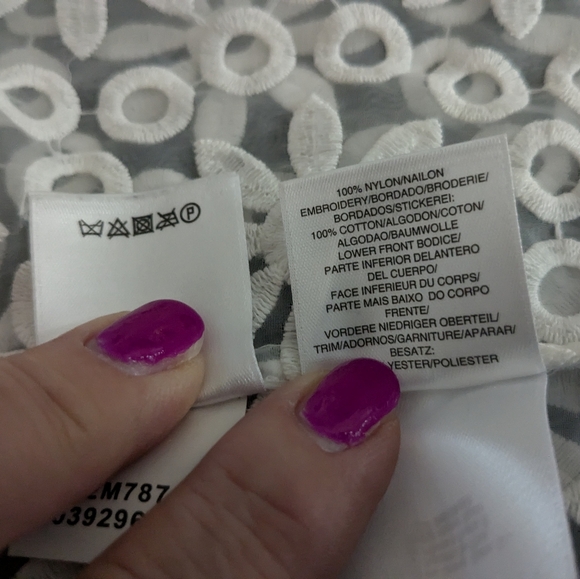 P
100% NYLON/NAILON
EMBROIDERY/BORDADO/BRODERIE/
BORDADOS/STICKEREI:
100% COTTON/ALGODON/COTON/
ALGODAO/BAUMWOLLE
LOWER FRONT BODICE/
PARTE INFERIOR DELANTERO
DEL CUERPO/
FACE INFERIEUR DU CORPS/
PARTE MAIS BAIXO DO CORPO
FRENTE/
VORDERE NIEDRIGER OBERTEIL/
TRIM/ADORNOS/GARNITURE/APARAR/
BESATZ:
YESTER/POLIESTER
EM787
039296